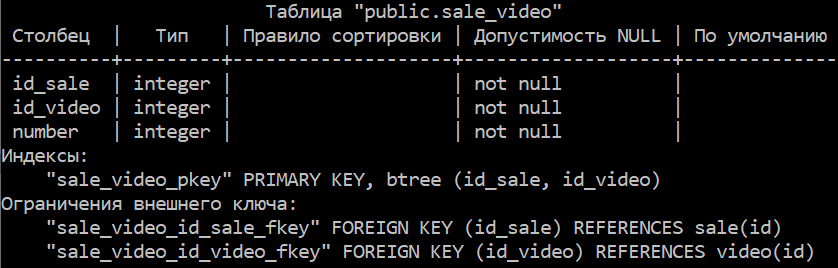 Таблица "public.sale_video"
Столбец | Тип | Правило сортировки | Допустимость NULL | По умолчанию
----------+---------+--------------------+-------------------+--------------
id_sale | integer | | not null |
id_video | integer | | not null |
number | integer | | not null |
Индексы:
"sale_video_pkey" PRIMARY KEY, btree (id_sale, id_video)
Ограничения внешнего ключа:
"sale_video_id_sale_fkey" FOREIGN KEY (id_sale) REFERENCES sale(id)
"sale_video_id_video_fkey" FOREIGN KEY (id_video) REFERENCES video(id)